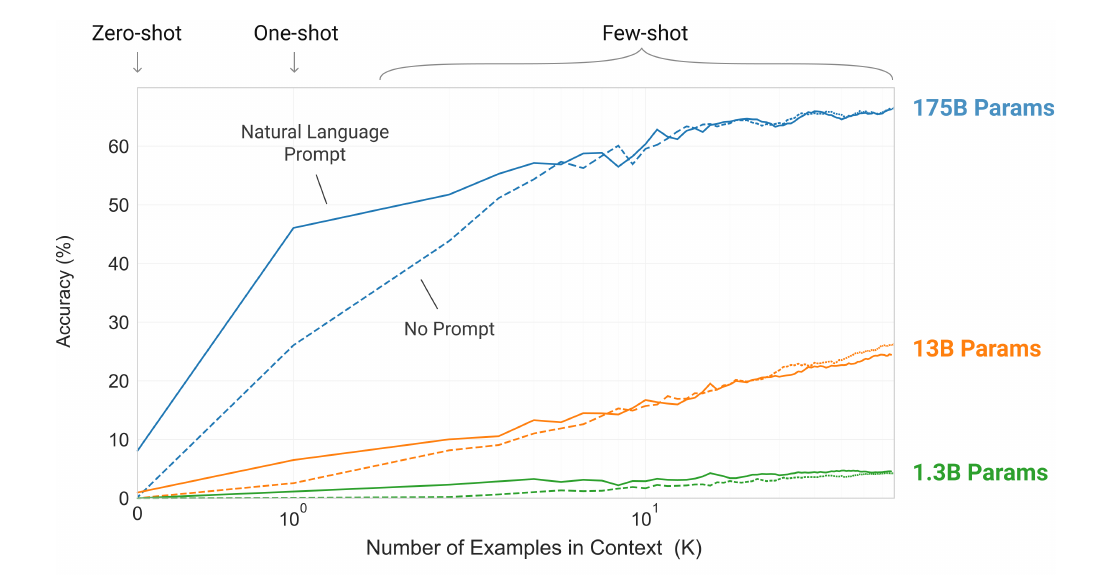 Zero-shot
One-shot
Few-shot
175B Params
Natural Language
Prompt
60
50
Accuracy (%)
40
No Prompt
30
13B Params
20
10
1.3B Params
0
0
10⁰
10¹
Number of Examples in Context (K)